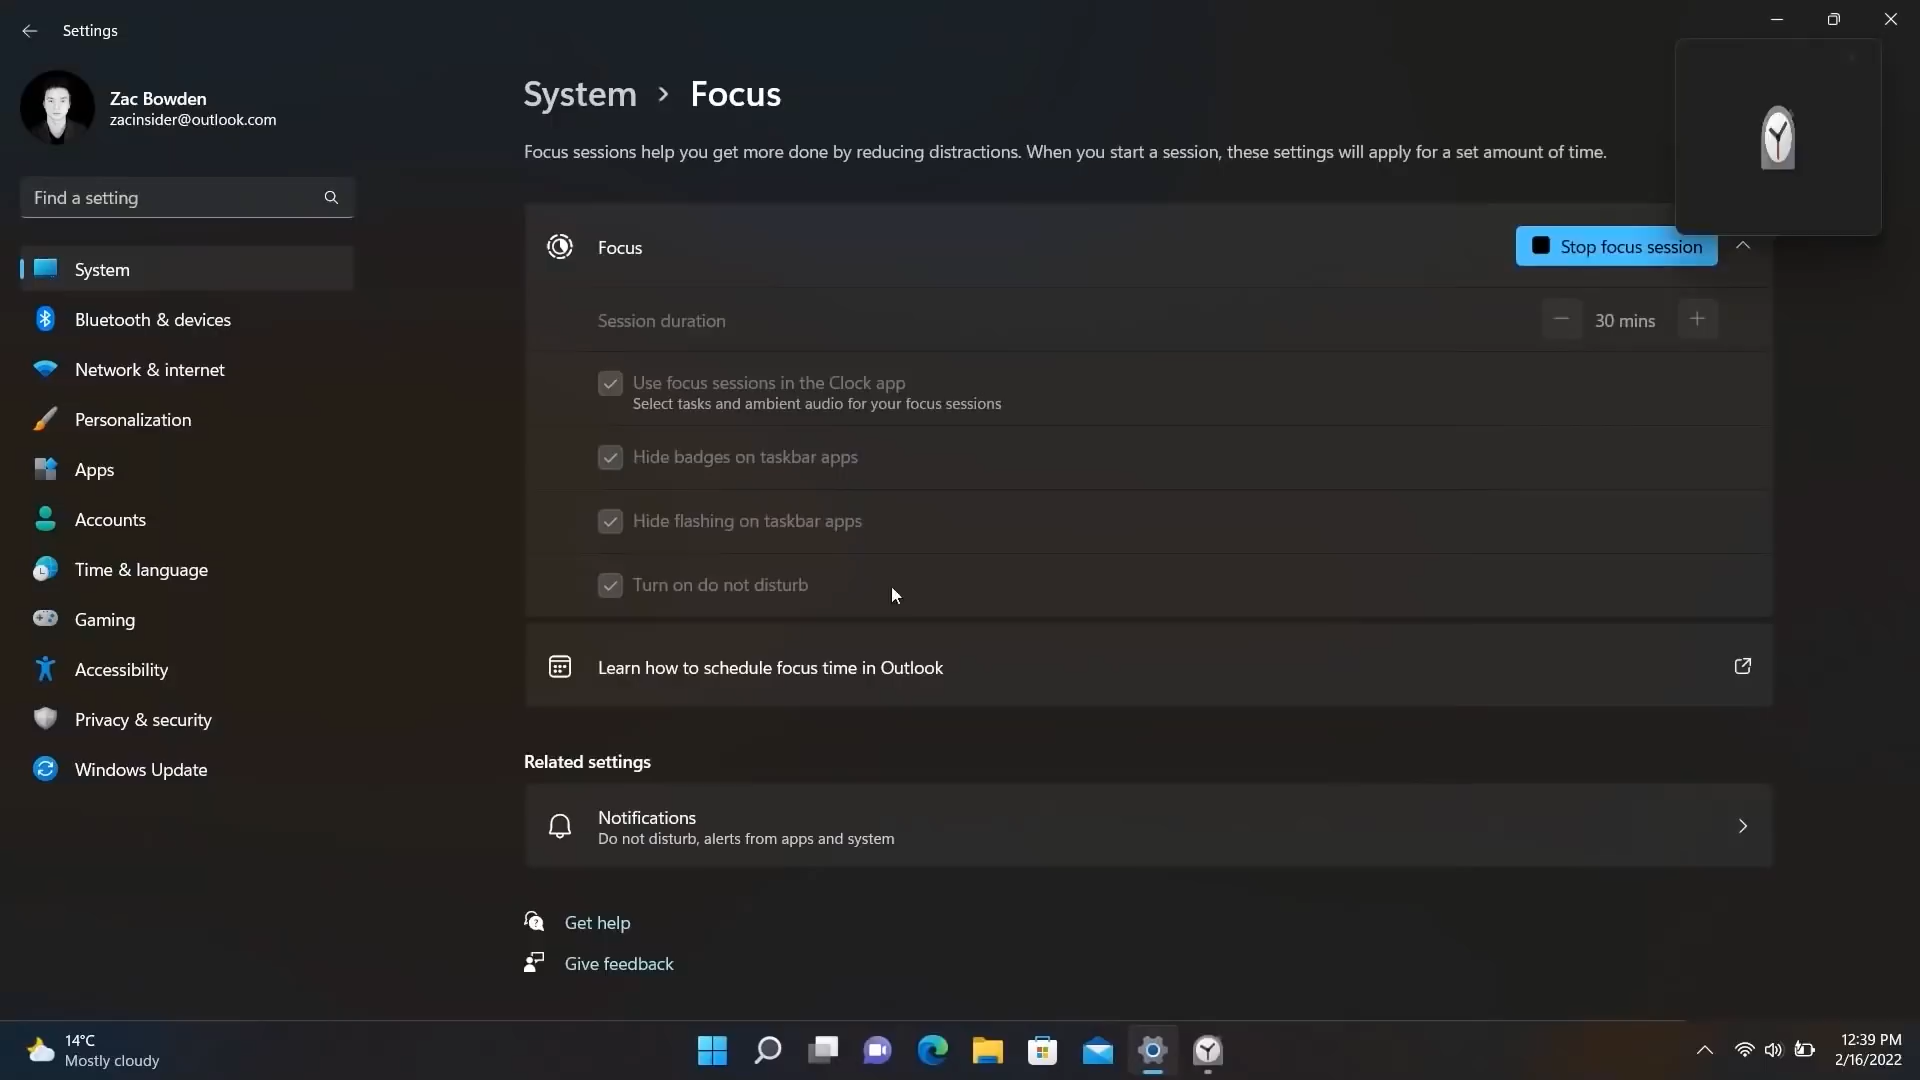 Settings
Zac Bowden
zacinsider@outlook.com
Find a setting
System
Bluetooth & devices
Network & internet
Personalization
Apps
Accounts
Time & language
Gaming
Accessibility
Privacy & security
Windows Update
System > Focus
Focus sessions help you get more done by reducing distractions. When you start a session, these settings will apply for a set amount of time.
Focus
Stop focus session
Session duration
30 mins
Use focus sessions in the Clock app
Select tasks and ambient audio for your focus sessions
Hide badges on taskbar apps
Hide flashing on taskbar apps
Turn on do not disturb
Learn how to schedule focus time in Outlook
Related settings
Notifications
Do not disturb, alerts from apps and system
Get help
Give feedback
14°C
Mostly cloudy
12:39 PM
2/16/2022